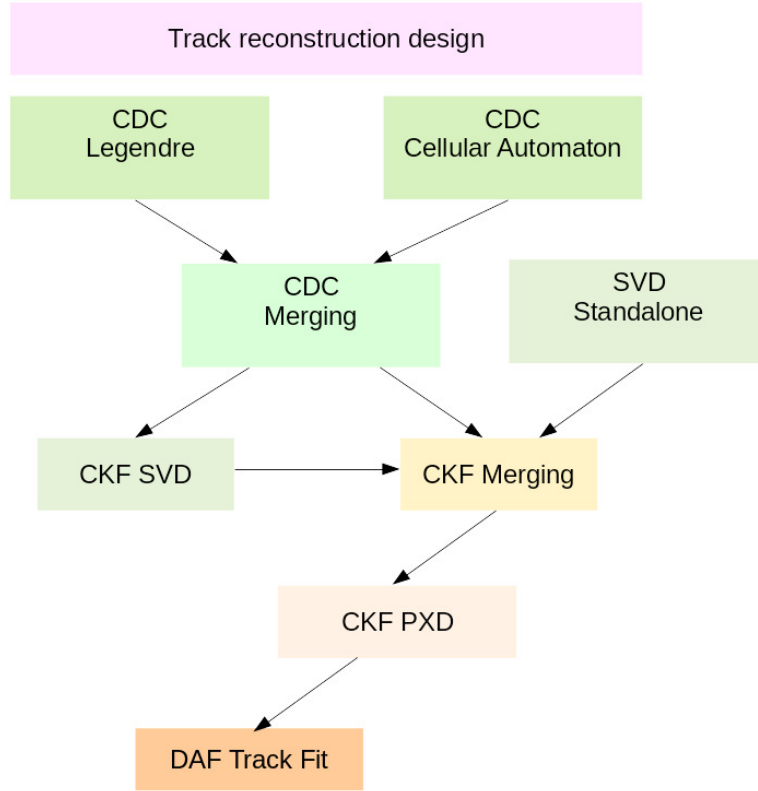 Track reconstruction design
CDC
Legendre
CDC
Cellular Automaton
CDC
Merging
SVD
Standalone
CKF SVD
CKF Merging
CKF PXD
DAF Track Fit